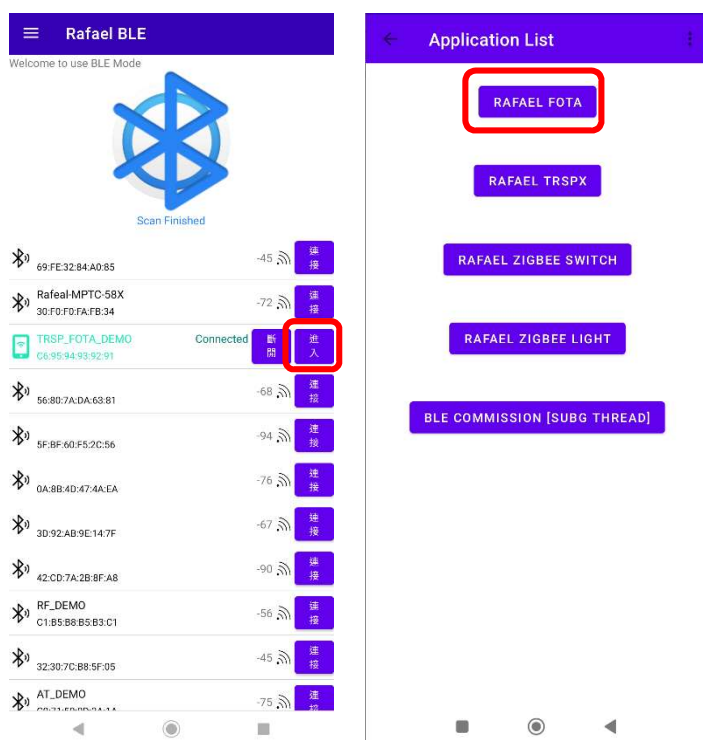 Rafael BLE
Welcome to use BLE Mode
Scan Finished
69:FE:32:84:A0:85
-45
連接
Rafeal-MPTC-58X
30:F0:F0:FA:FB:34
-72
連接
TRSP_FOTA_DEMO
C6:95:94:93:92:91
Connected
斷開
進入
56:80:7A:DA:63:81
-68
連接
5F:BF:60:F5:2C:56
-94
連接
0A:8B:4D:47:4A:EA
-76
連接
3D:92:AB:9E:14:7F
-67
連接
42:CD:7A:2B:8F:A8
-90
連接
RF_DEMO
C1:B5:B8:B5:B3:C1
-56
連接
32:30:7C:B8:5F:05
-45
連接
AT_DEMO
-75
連接
Application List
RAFAEL FOTA
RAFAEL TRSPX
RAFAEL ZIGBEE SWITCH
RAFAEL ZIGBEE LIGHT
BLE COMMISSION [SUBG THREAD]